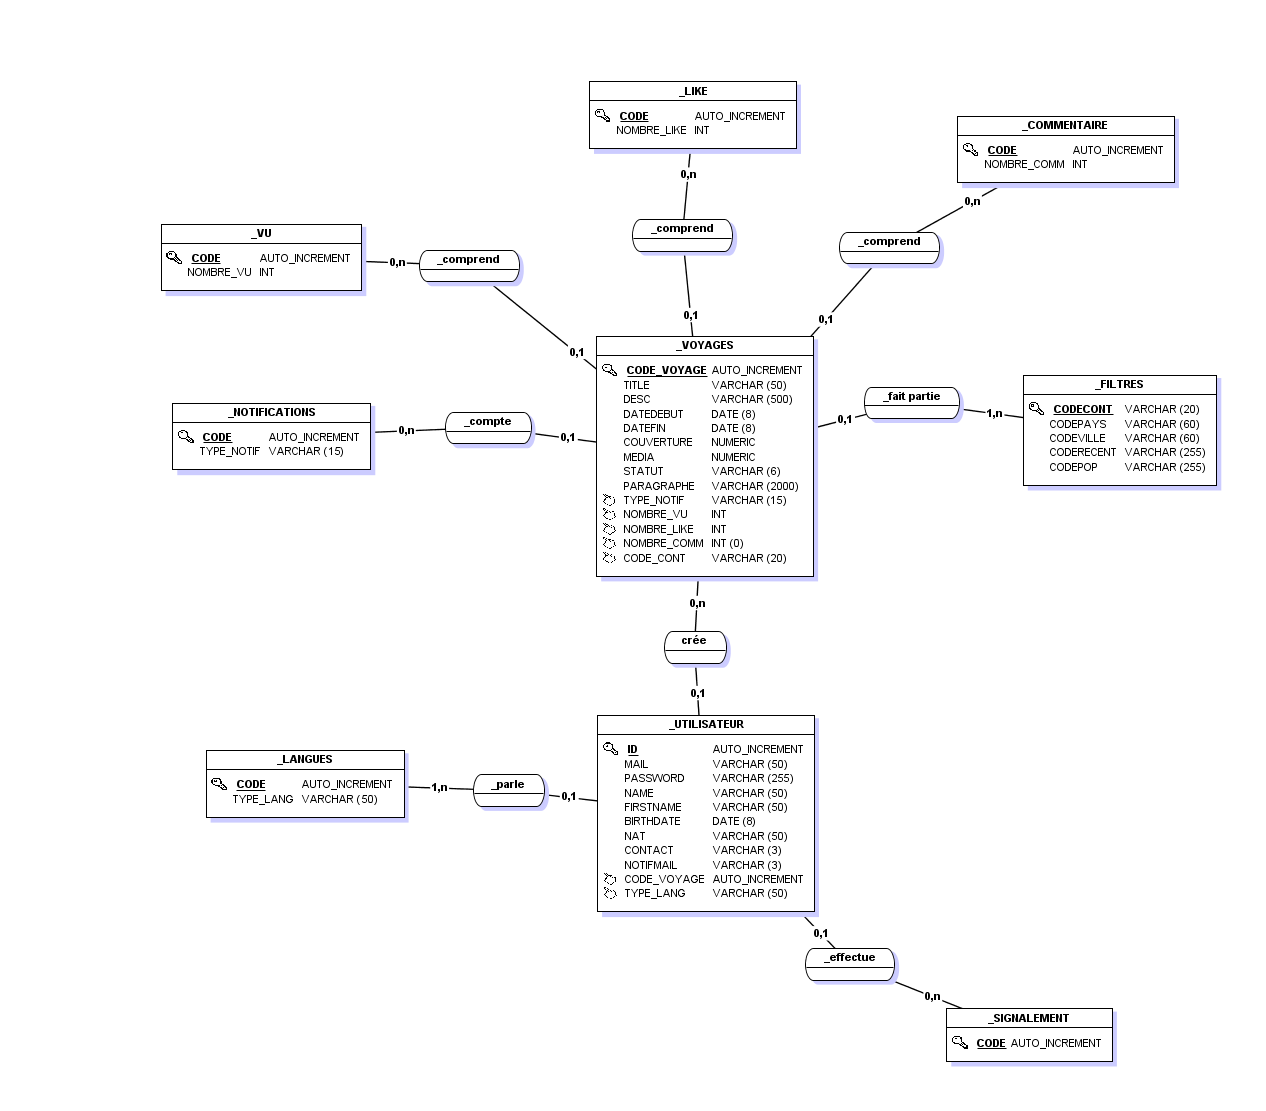 _LIKE
CODE AUTO_INCREMENT
NOMBRE_LIKE INT
0,n
_comprend
0,1
_COMMENTAIRE
CODE AUTO_INCREMENT
NOMBRE_COMM INT
0,n
_comprend
0,1
_VU
CODE AUTO_INCREMENT
NOMBRE_VU INT
0,n
_comprend
0,1
_VOYAGES
CODE_VOYAGE AUTO_INCREMENT
TITLE VARCHAR (50)
DESC VARCHAR (500)
DATEDEBUT DATE (8)
DATEFIN DATE (8)
COUVERTURE NUMERIC
MEDIA NUMERIC
STATUT VARCHAR (6)
PARAGRAPHE VARCHAR (2000)
TYPE_NOTIF VARCHAR (15)
NOMBRE_VU INT
NOMBRE_LIKE INT
NOMBRE_COMM INT (0)
CODE_CONT VARCHAR (20)
_NOTIFICATIONS
CODE AUTO_INCREMENT
TYPE_NOTIF VARCHAR (15)
0,n
_compte
0,1
0,1
_fait partie
1,n
_FILTRES
CODECONT VARCHAR (20)
CODEPAYS VARCHAR (60)
CODEVILLE VARCHAR (60)
CODERECENT VARCHAR (255)
CODEPOP VARCHAR (255)
0,n
crée
0,1
_UTILISATEUR
ID AUTO_INCREMENT
MAIL VARCHAR (50)
PASSWORD VARCHAR (255)
NAME VARCHAR (50)
FIRSTNAME VARCHAR (50)
BIRTHDATE DATE (8)
NAT VARCHAR (50)
CONTACT VARCHAR (3)
NOTIFMAIL VARCHAR (3)
CODE_VOYAGE AUTO_INCREMENT
TYPE_LANG VARCHAR (50)
_LANGUES
CODE AUTO_INCREMENT
TYPE_LANG VARCHAR (50)
1,n
_parle
0,1
0,1
_effectue
0,n
_SIGNALEMENT
CODE AUTO_INCREMENT